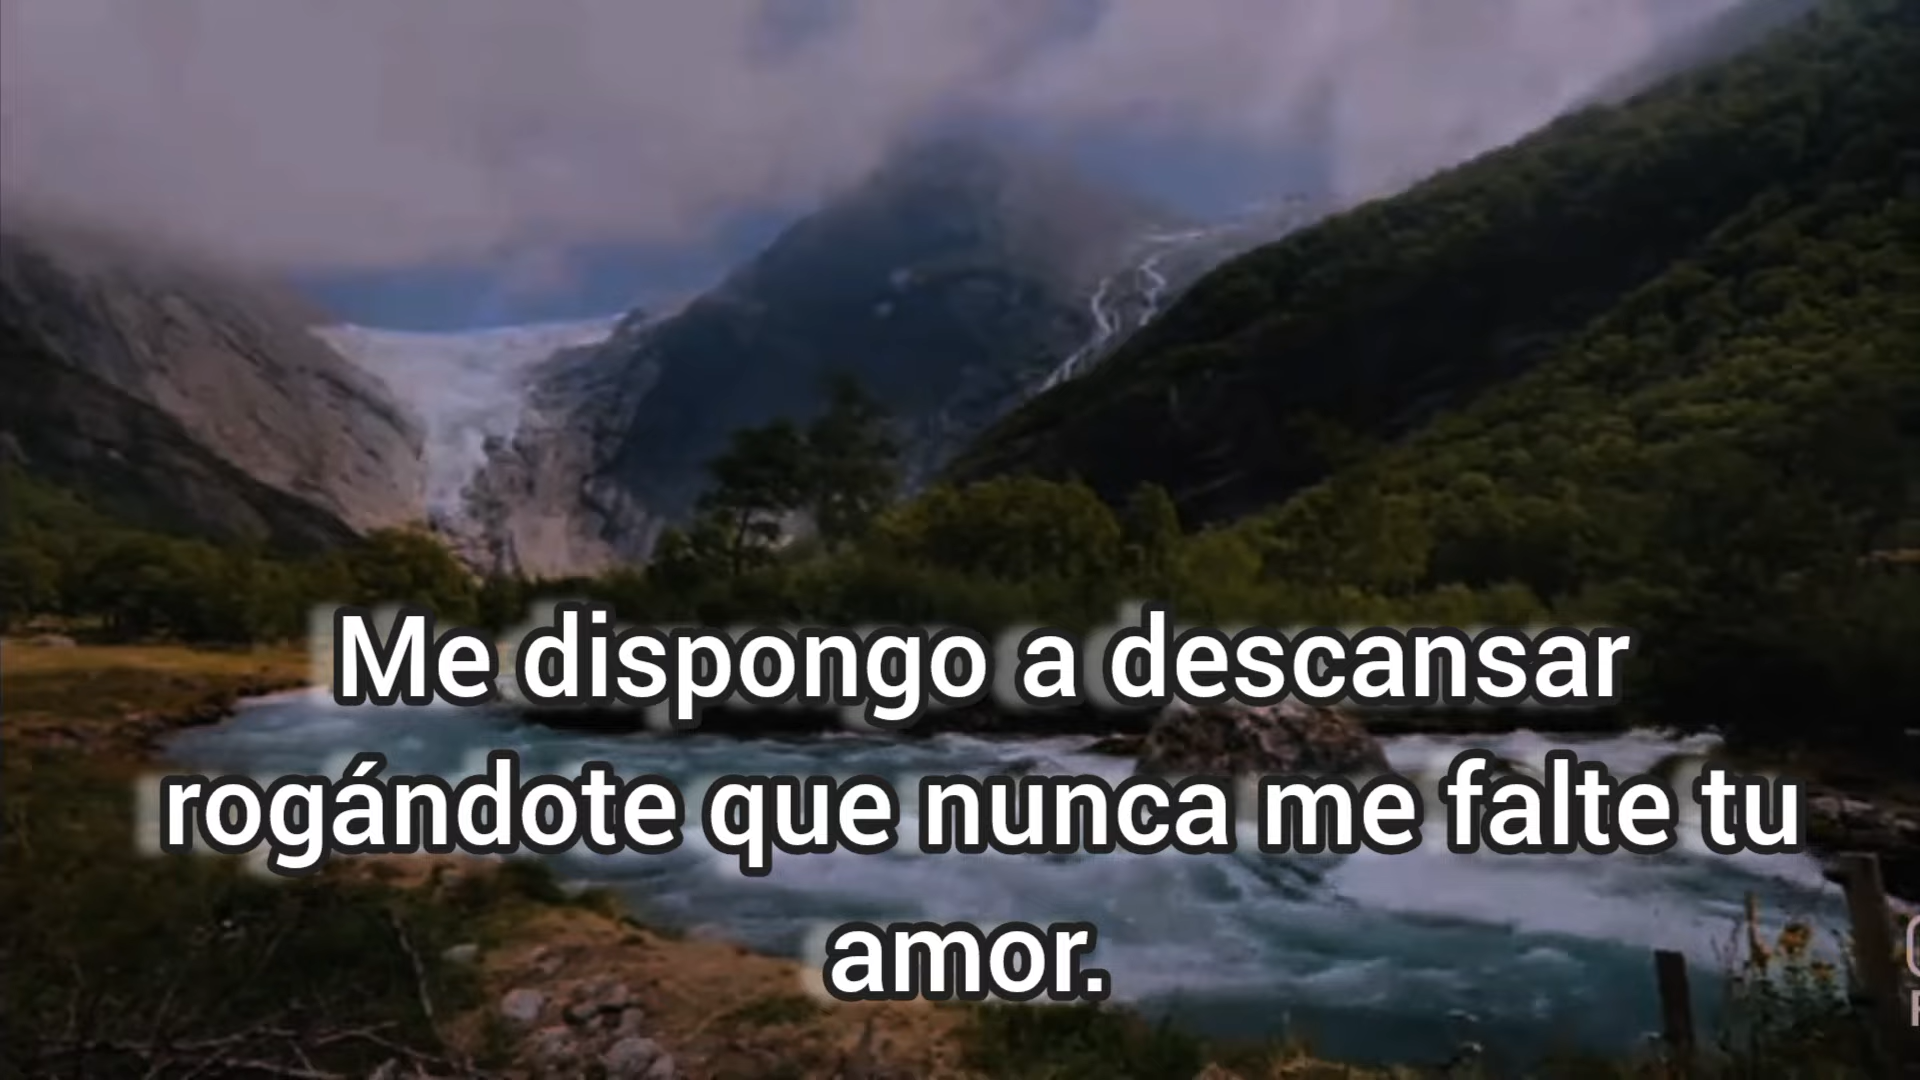 Me dispongo a descansar
rogándote que nunca me falte tu
amor.